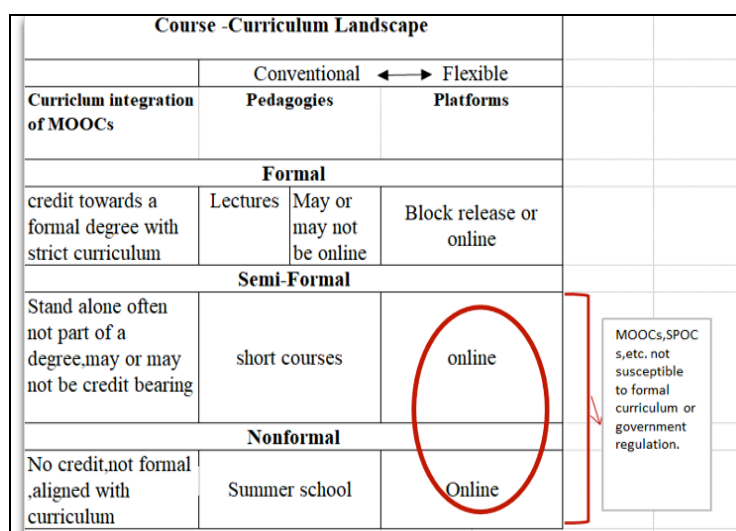 Course -Curriculum Landscape
Conventional ◄──► Flexible
Curriclum integration
of MOOCs
Pedagogies
Platforms
Formal
credit towards a
formal degree with
strict curriculum
Lectures
May or
may not
be online
Block release or
online
Semi-Formal
Stand alone often
not part of a
degree,may or may
not be credit bearing
short courses
online
Nonformal
No credit,not formal
,aligned with
curriculum
Summer school
Online
MOOCs,SPOC
s,etc. not
susceptible
to formal
curriculum or
government
regulation.